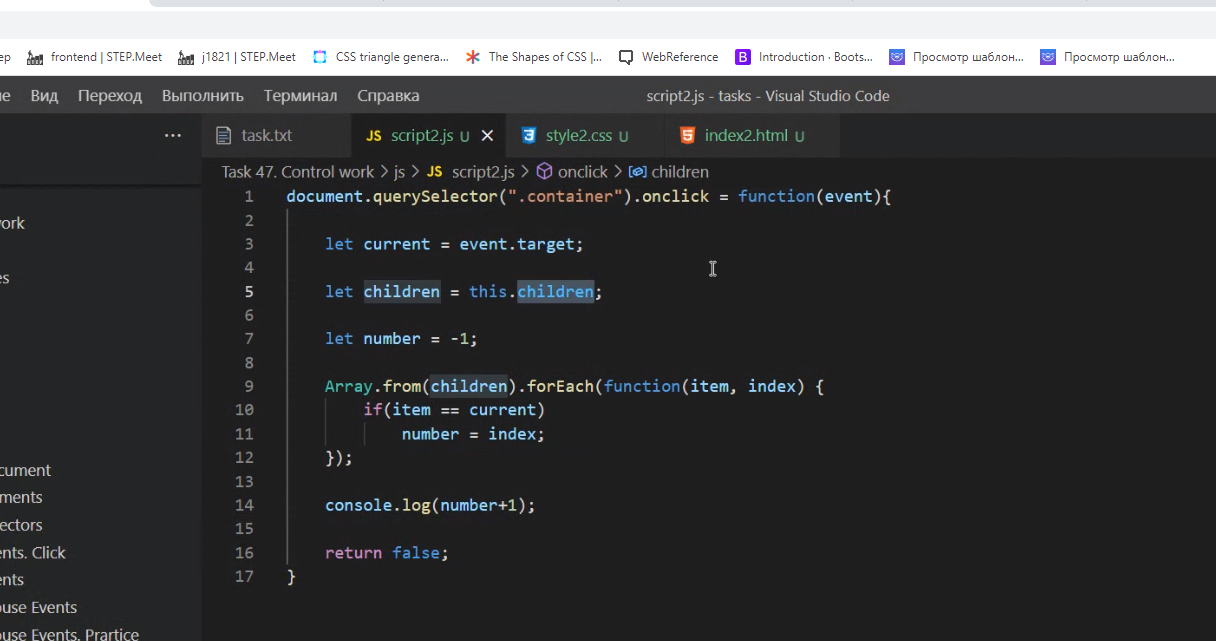 ер frontend | STEP.Meet j1821 | STEP.Meet CSS triangle genera... The Shapes of CSS |... WebReference B Introduction · Boots... Просмотр шаблон... Просмотр шаблон...
не Вид Переход Выполнить Терминал Справка script2.js - tasks - Visual Studio Code
... task.txt JS script2.js U × style2.css U index2.html U
Task 47. Control work > js > JS script2.js > onclick > children
1 document.querySelector(".container").onclick = function(event){
2
ork
3 let current = event.target;
4
es
5 let children = this.children;
6
7 let number = -1;
8
9 Array.from(children).forEach(function(item, index) {
10 if(item == current)
11 number = index;
12 });
cument
13
ments
14 console.log(number+1);
ectors
15
ents. Click
16 return false;
ents
17 }
ouse Events
ouse Events. Prartice